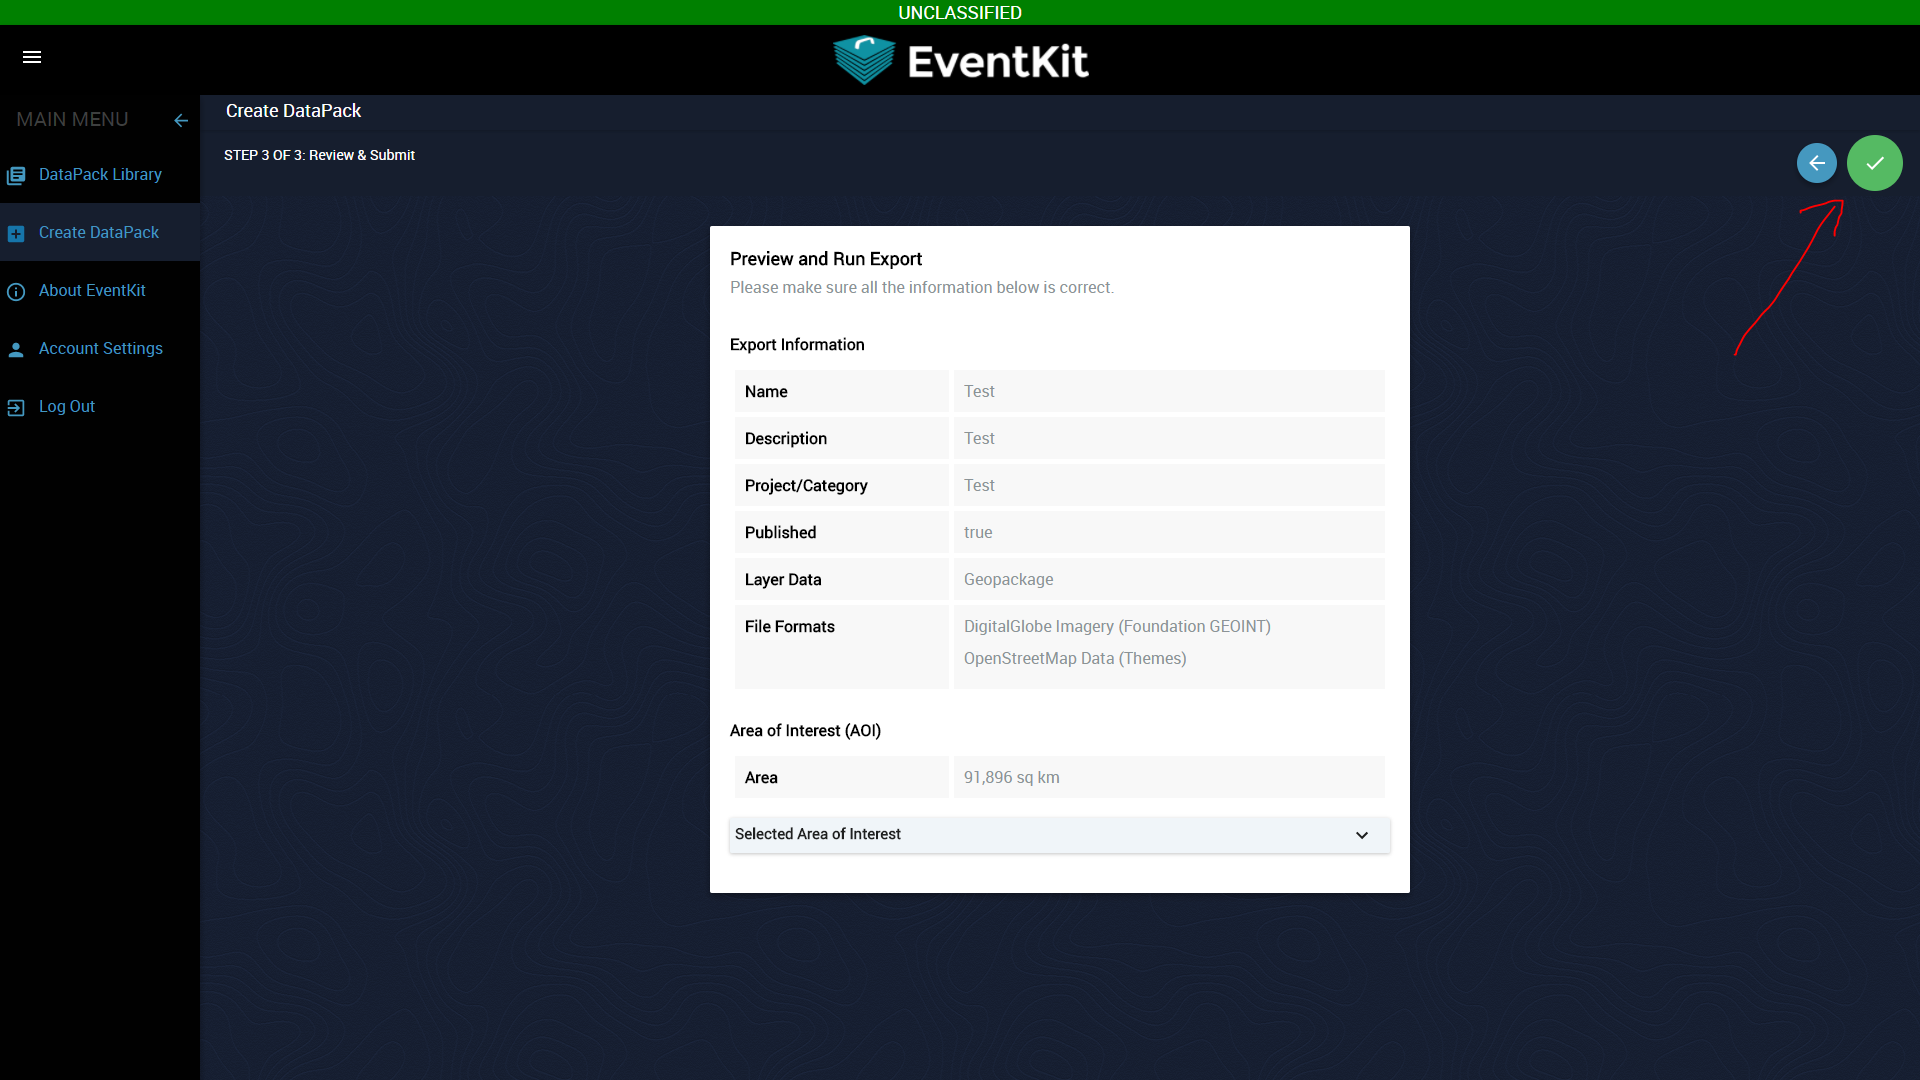 UNCLASSIFIED
EventKit
MAIN MENU
Create DataPack
STEP 3 OF 3: Review & Submit
DataPack Library
Create DataPack
About EventKit
Account Settings
Log Out
Preview and Run Export
Please make sure all the information below is correct.
Export Information
Name Test
Description Test
Project/Category Test
Published true
Layer Data Geopackage
File Formats DigitalGlobe Imagery (Foundation GEOINT)
OpenStreetMap Data (Themes)
Area of Interest (AOI)
Area 91,896 sq km
Selected Area of Interest